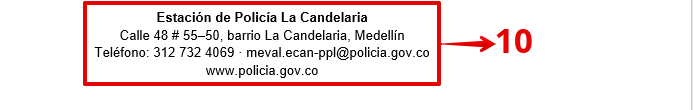 Estación de Policía La Candelaria
Calle 48 # 55–50, barrio La Candelaria, Medellín
Teléfono: 312 732 4069 · meval.ecan-ppl@policia.gov.co
www.policia.gov.co
10